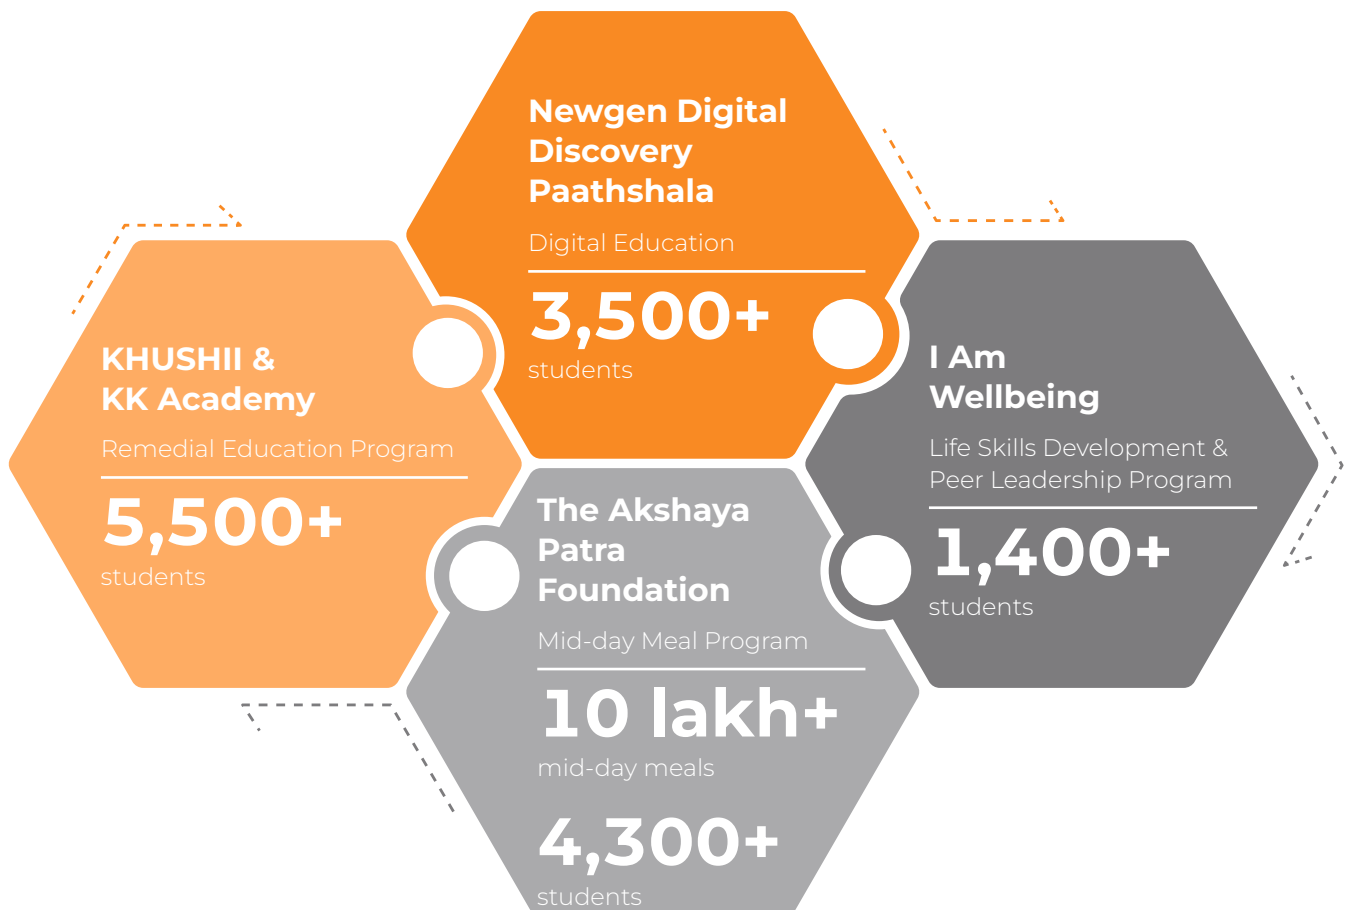 Newgen Digital
Discovery
Paathshala
Digital Education
3,500+
students
KHUSHII &
KK Academy
Remedial Education Program
5,500+
students
I Am
Wellbeing
Life Skills Development &
Peer Leadership Program
1,400+
students
The Akshaya
Patra
Foundation
Mid-day Meal Program
10 lakh+
mid-day meals
4,300+
students